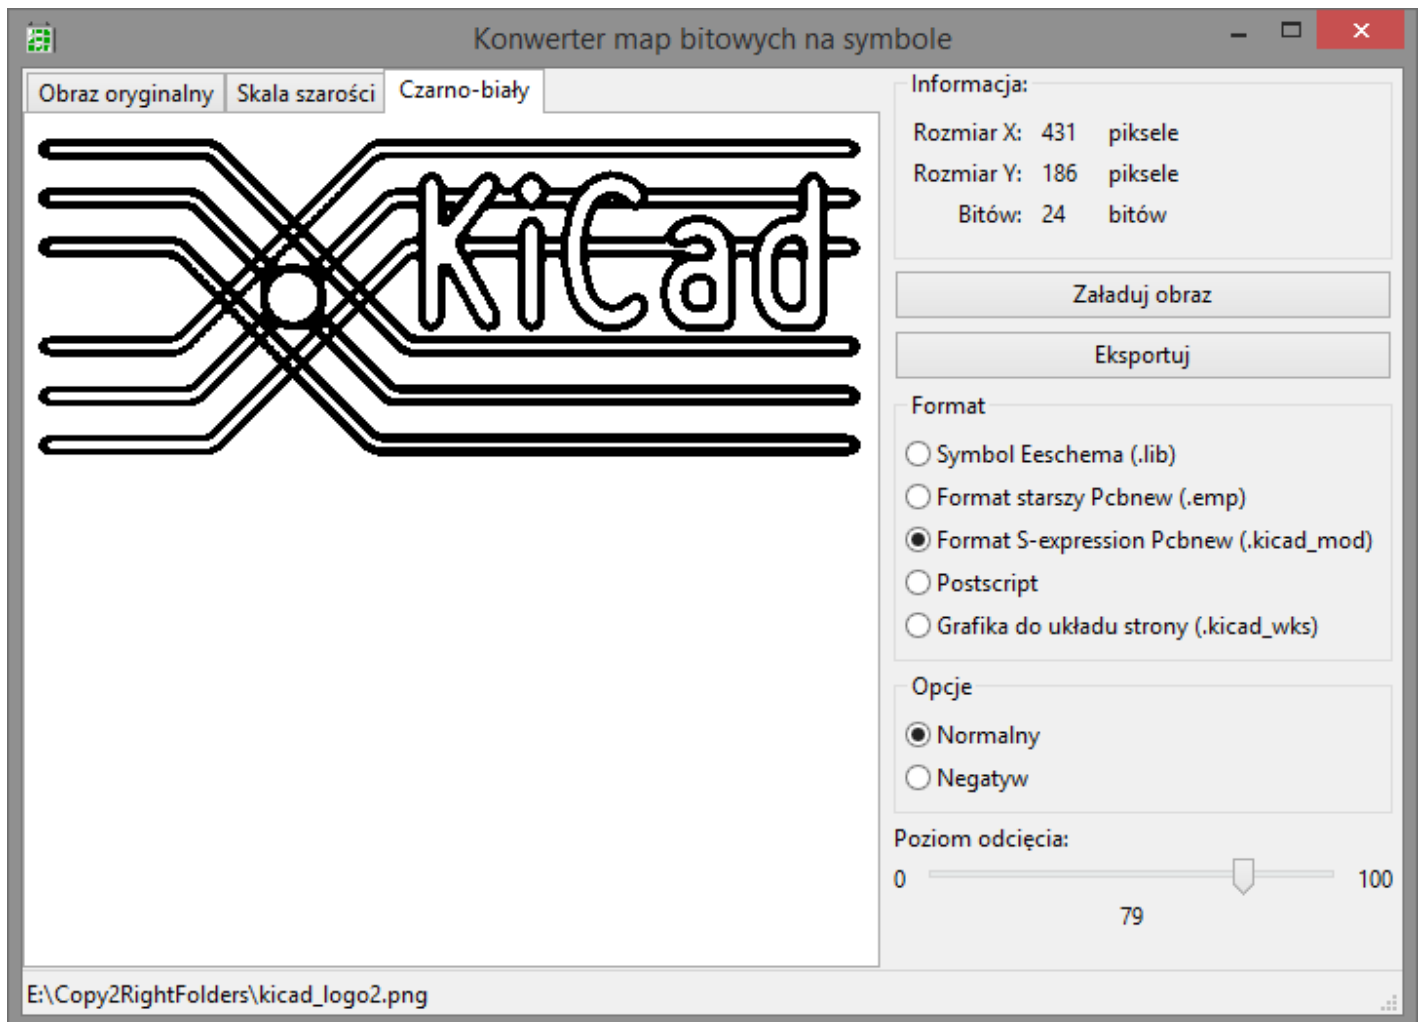 Konwerter map bitowych na symbole
Obraz oryginalny Skala szarości Czarno-biały
KiCad
Informacja:
Rozmiar X: 431 piksele
Rozmiar Y: 186 piksele
Bitów: 24 bitów
Załaduj obraz
Eksportuj
Format
Symbol Eeschema (.lib)
Format starszy Pcbnew (.emp)
Format S-expression Pcbnew (.kicad_mod)
Postscript
Grafika do układu strony (.kicad_wks)
Opcje
Normalny
Negatyw
Poziom odcięcia:
0 100
79
E:\Copy2RightFolders\kicad_logo2.png